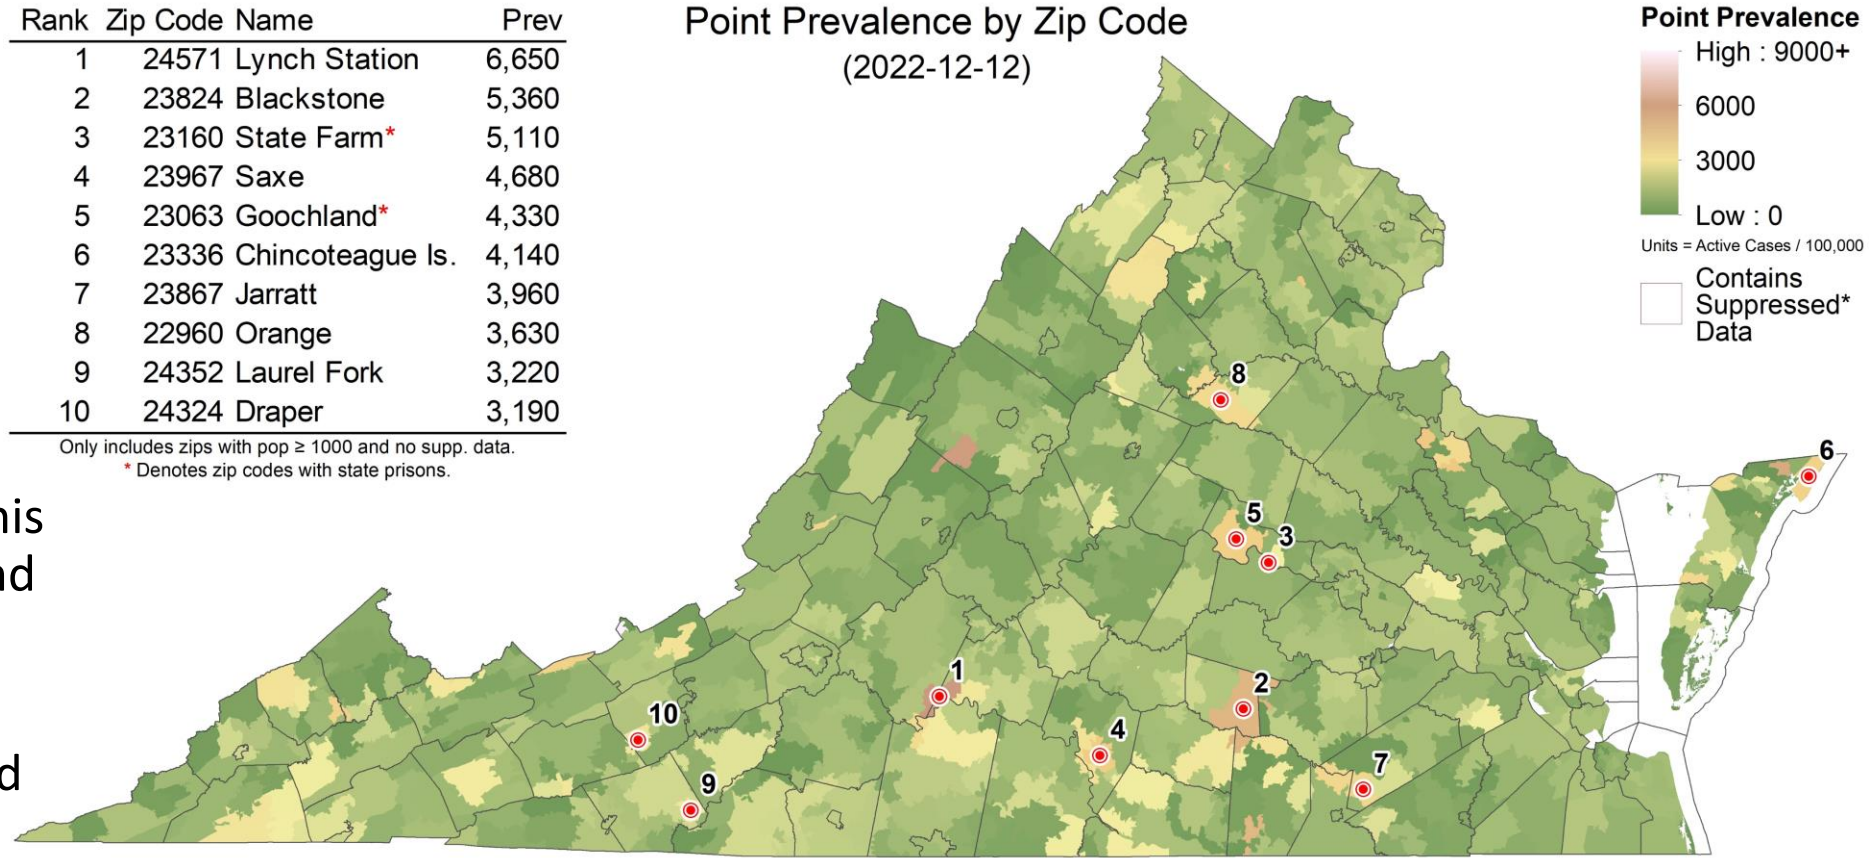 Rank Zip Code Name Prev
1 24571 Lynch Station 6,650
2 23824 Blackstone 5,360
3 23160 State Farm* 5,110
4 23967 Saxe 4,680
5 23063 Goochland* 4,330
6 23336 Chincoteague Is. 4,140
7 23867 Jarratt 3,960
8 22960 Orange 3,630
9 24352 Laurel Fork 3,220
10 24324 Draper 3,190
Only includes zips with pop ≥ 1000 and no supp. data.
* Denotes zip codes with state prisons.
Point Prevalence by Zip Code
(2022-12-12)
Point Prevalence
High : 9000+
6000
3000
Low : 0
Units = Active Cases / 100,000
Contains
Suppressed*
Data
8
6
5
3
1
2
10
4
7
9